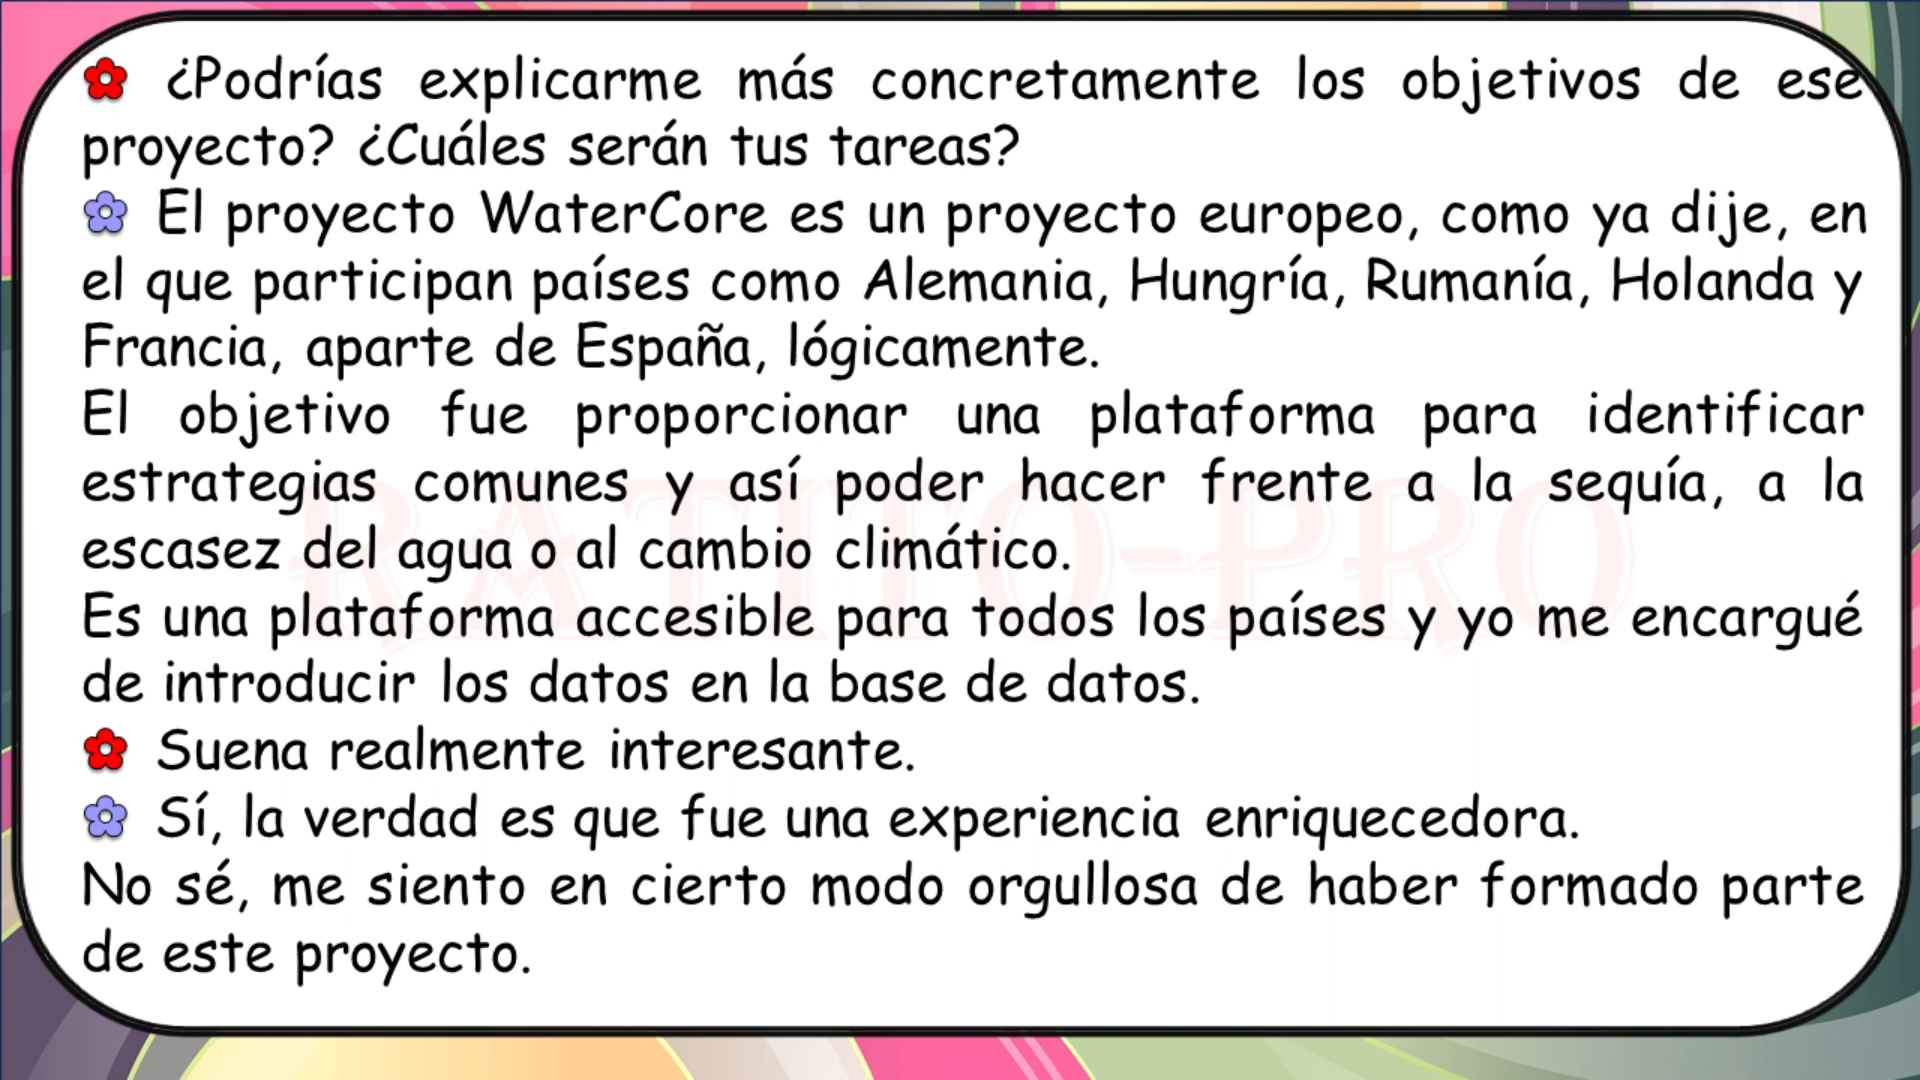 ¿Podrías explicarme más concretamente los objetivos de ese
proyecto? ¿Cuáles serán tus tareas?
El proyecto WaterCore es un proyecto europeo, como ya dije, en
el que participan países como Alemania, Hungría, Rumanía, Holanda y
Francia, aparte de España, lógicamente.
El objetivo fue proporcionar una plataforma para identificar
estrategias comunes y así poder hacer frente a la sequía, a la
escasez del agua o al cambio climático.
Es una plataforma accesible para todos los países y yo me encargué
de introducir los datos en la base de datos.
Suena realmente interesante.
Sí, la verdad es que fue una experiencia enriquecedora.
No sé, me siento en cierto modo orgullosa de haber formado parte
de este proyecto.
RATITO-PRO